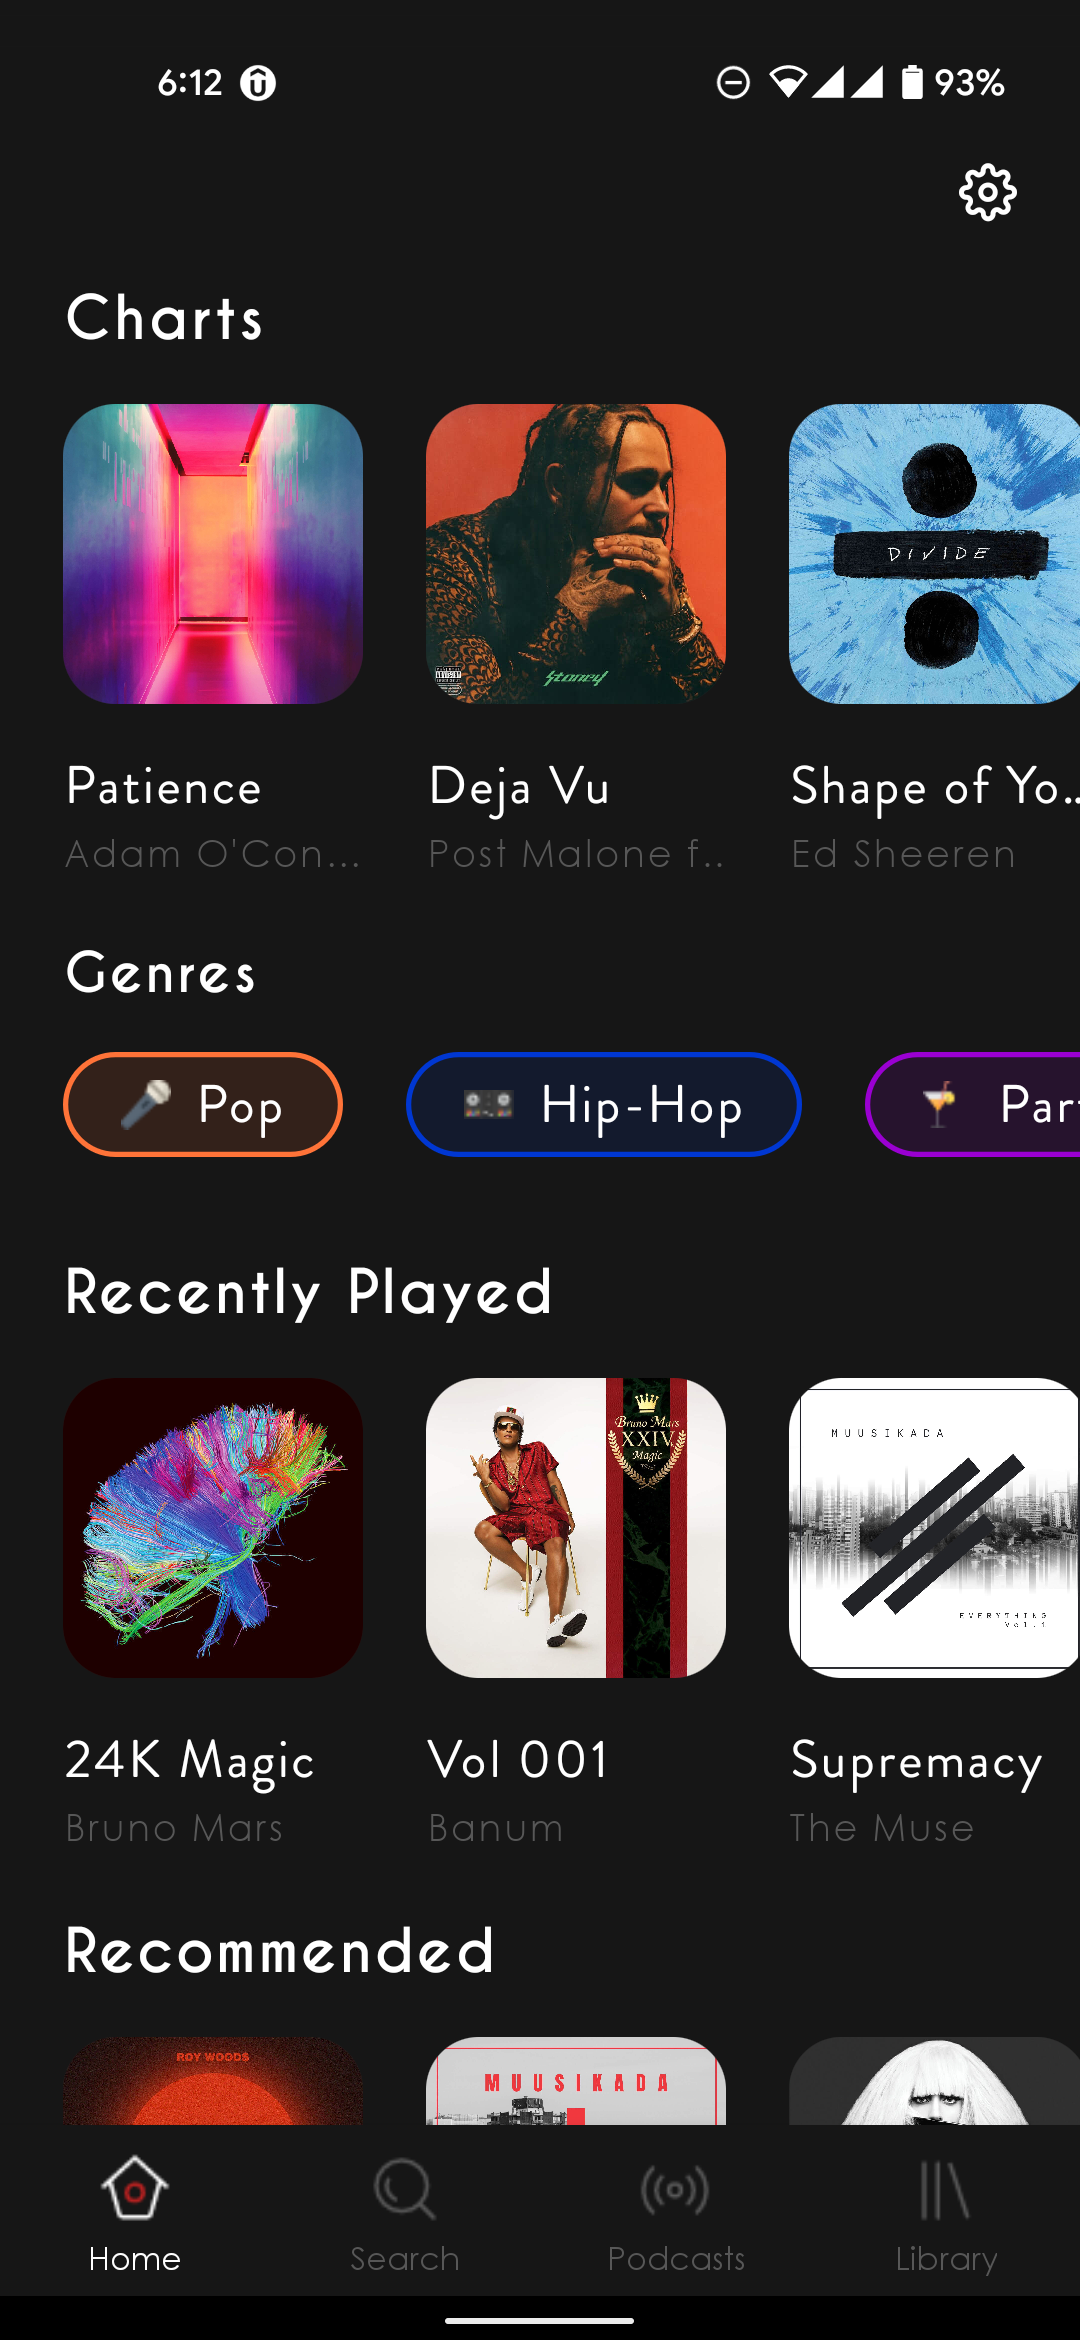 6:12
93%
Charts
DIVIDE
Stoney
Patience
Deja Vu
Shape of Yo..
Adam O'Con...
Post Malone f..
Ed Sheeren
Genres
Pop
Hip-Hop
Part
Recently Played
Bruno Mars
XXIV
Magic
MUUSIKADA
EVERYTHING
Vol.1
24K Magic
Vol 001
Supremacy
Bruno Mars
Banum
The Muse
Recommended
ROY WOODS
MUUSIKADA
Home
Search
Podcasts
Library